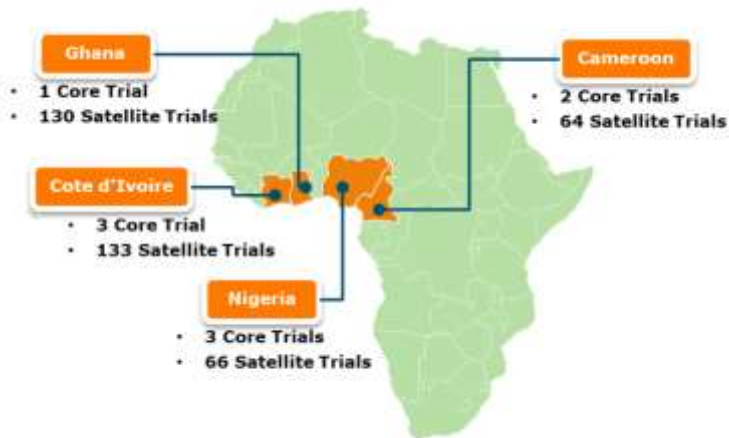 Ghana
• 1 Core Trial
• 130 Satellite Trials
Cameroon
• 2 Core Trials
• 64 Satellite Trials
Cote d'Ivoire
• 3 Core Trial
• 133 Satellite Trials
Nigeria
• 3 Core Trials
• 66 Satellite Trials